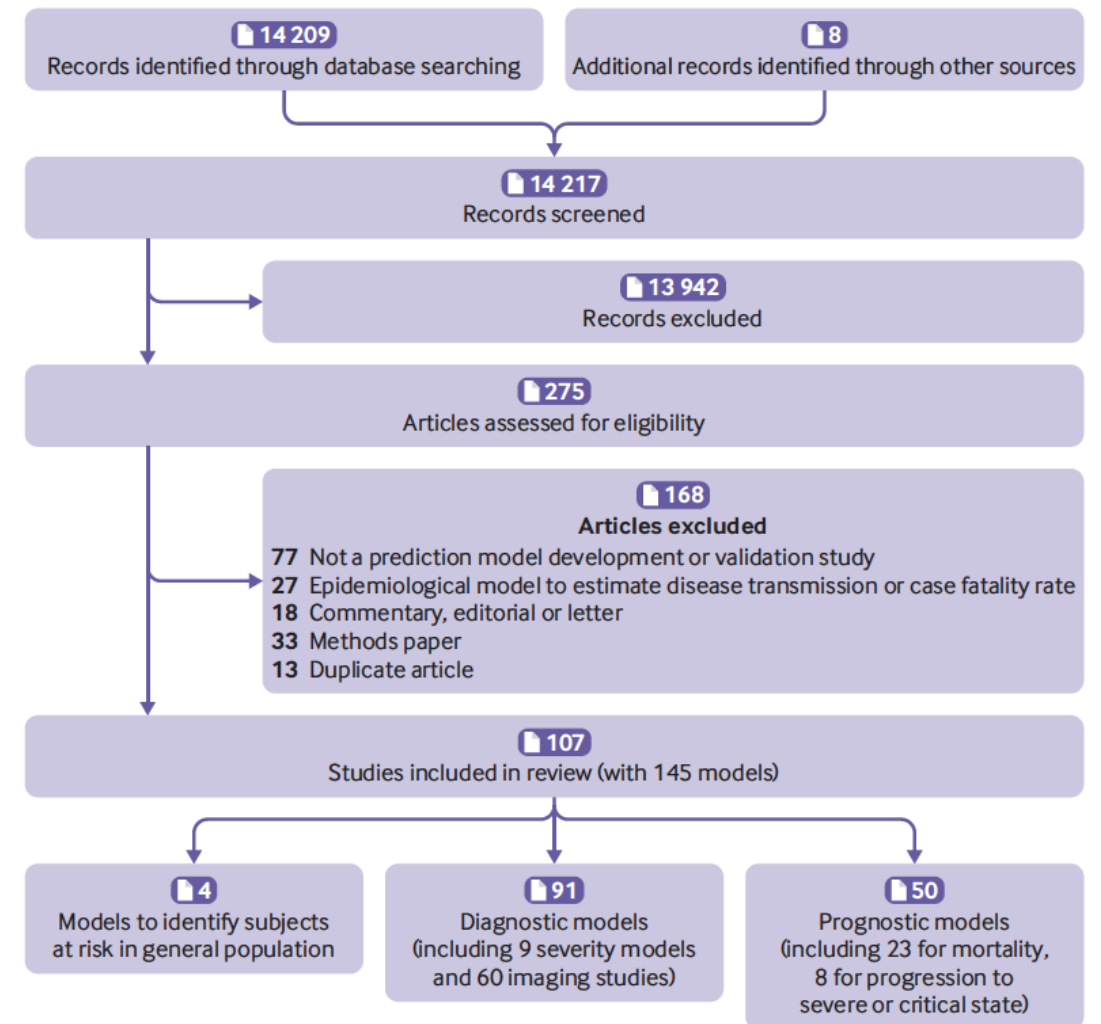 14 209
Records identified through database searching
8
Additional records identified through other sources
14 217
Records screened
13 942
Records excluded
275
Articles assessed for eligibility
168
Articles excluded
77 Not a prediction model development or validation study
27 Epidemiological model to estimate disease transmission or case fatality rate
18 Commentary, editorial or letter
33 Methods paper
13 Duplicate article
107
Studies included in review (with 145 models)
4
Models to identify subjects
at risk in general population
91
Diagnostic models
(including 9 severity models
and 60 imaging studies)
50
Prognostic models
(including 23 for mortality,
8 for progression to
severe or critical state)